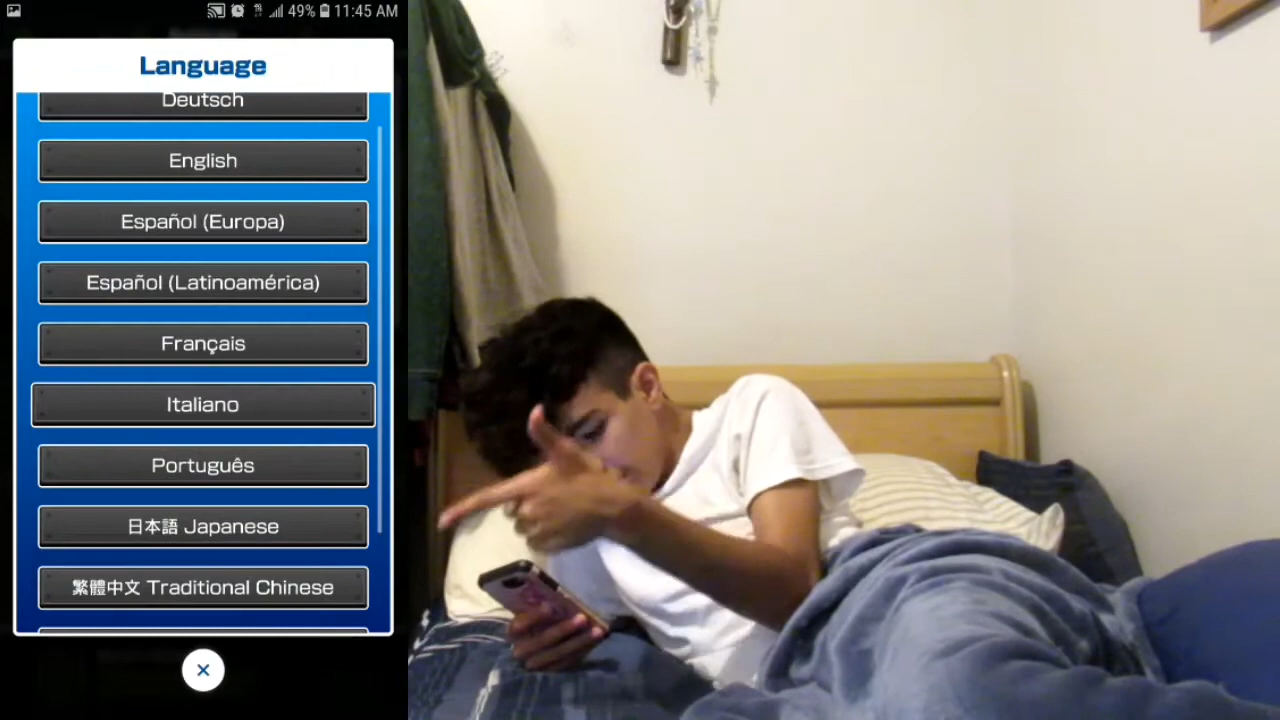 49% 11:45 AM
Language
Deutsch
English
Español (Europa)
Español (Latinoamérica)
Français
Italiano
Português
日本語 Japanese
繁體中文 Traditional Chinese